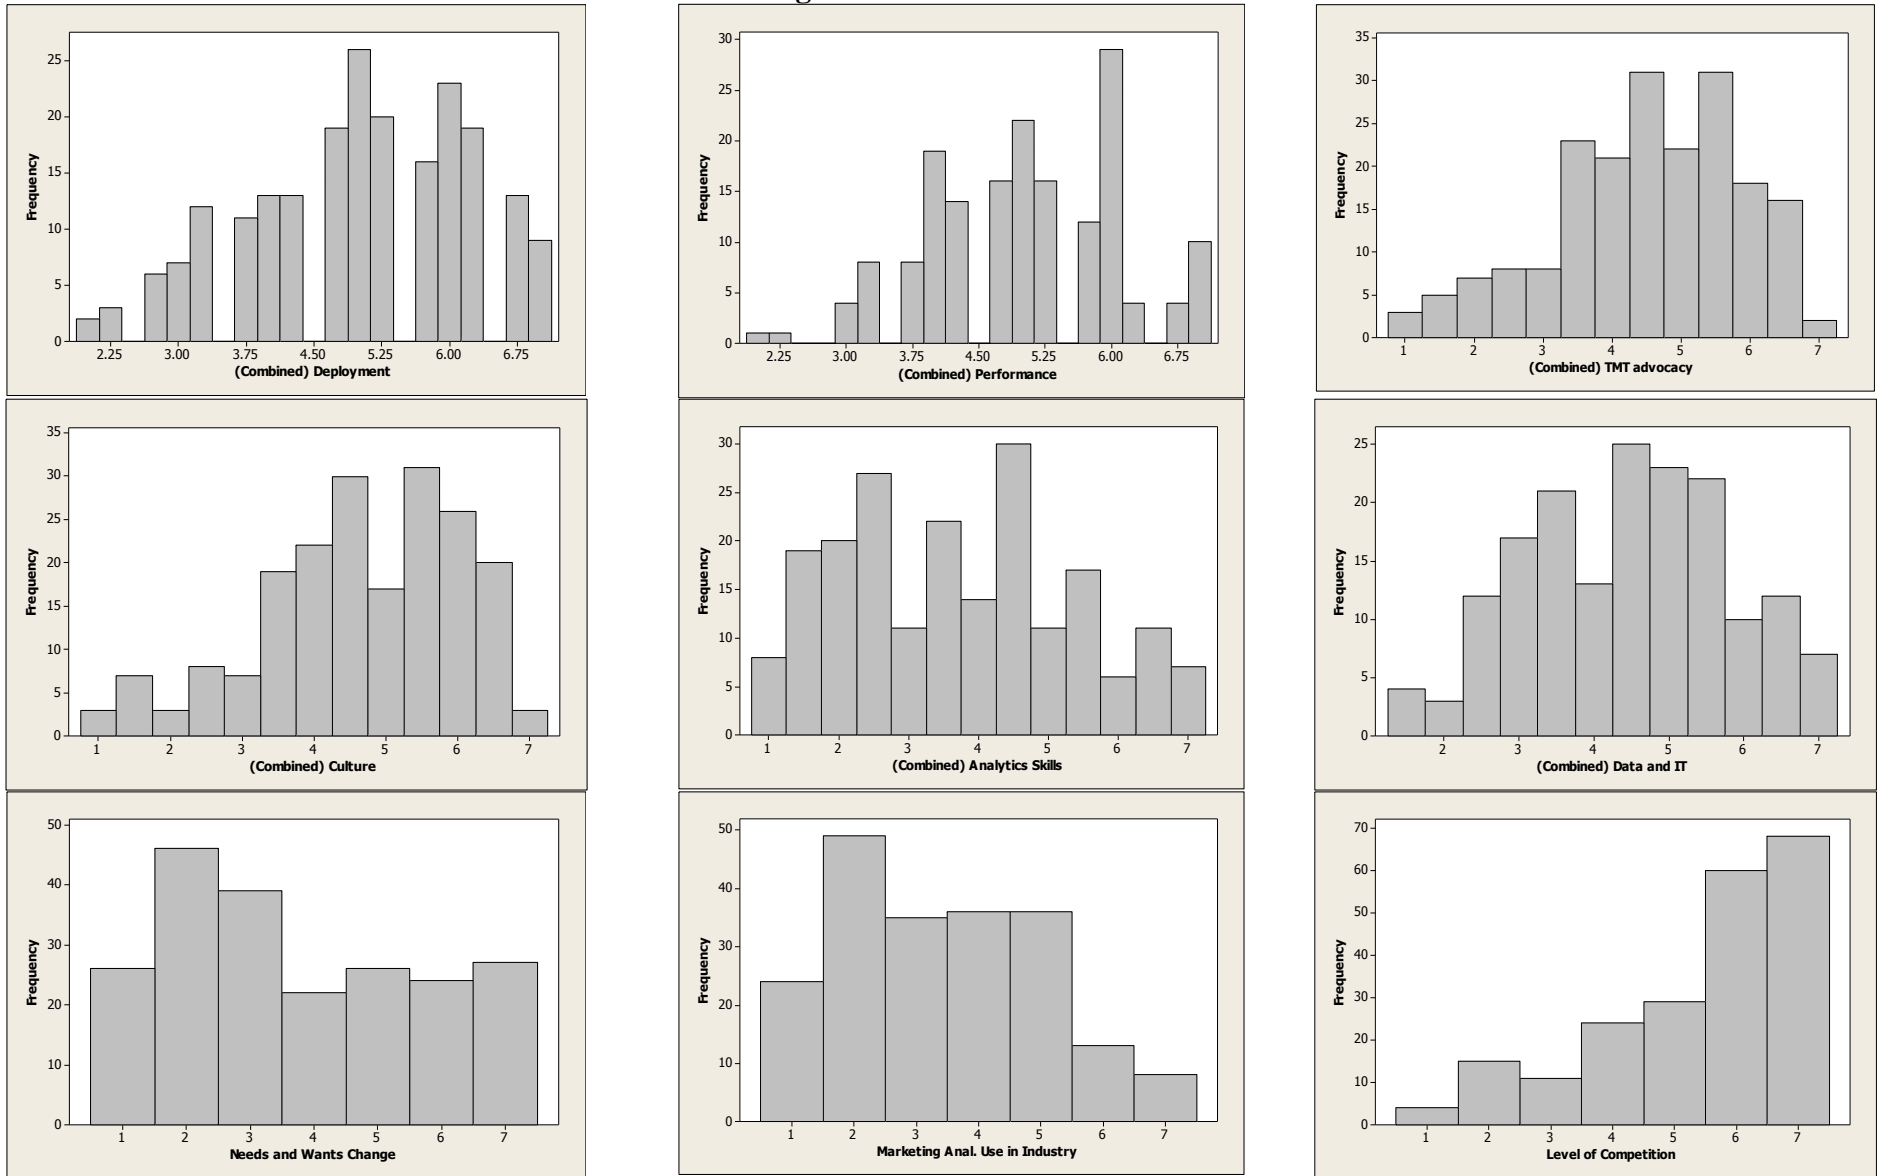 g
25
20
15
10
5
0
Frequency
2.25 3.00 3.75 4.50 5.25 6.00 6.75
(Combined) Deployment
30
25
20
15
10
5
0
Frequency
2.25 3.00 3.75 4.50 5.25 6.00 6.75
(Combined) Performance
35
30
25
20
15
10
5
0
Frequency
1 2 3 4 5 6 7
(Combined) TMT advocacy
35
30
25
20
15
10
5
0
Frequency
1 2 3 4 5 6 7
(Combined) Culture
30
25
20
15
10
5
0
Frequency
1 2 3 4 5 6 7
(Combined) Analytics Skills
25
20
15
10
5
0
Frequency
2 3 4 5 6 7
(Combined) Data and IT
50
40
30
20
10
0
Frequency
1 2 3 4 5 6 7
Needs and Wants Change
50
40
30
20
10
0
Frequency
1 2 3 4 5 6 7
Marketing Anal. Use in Industry
70
60
50
40
30
20
10
0
Frequency
1 2 3 4 5 6 7
Level of Competition